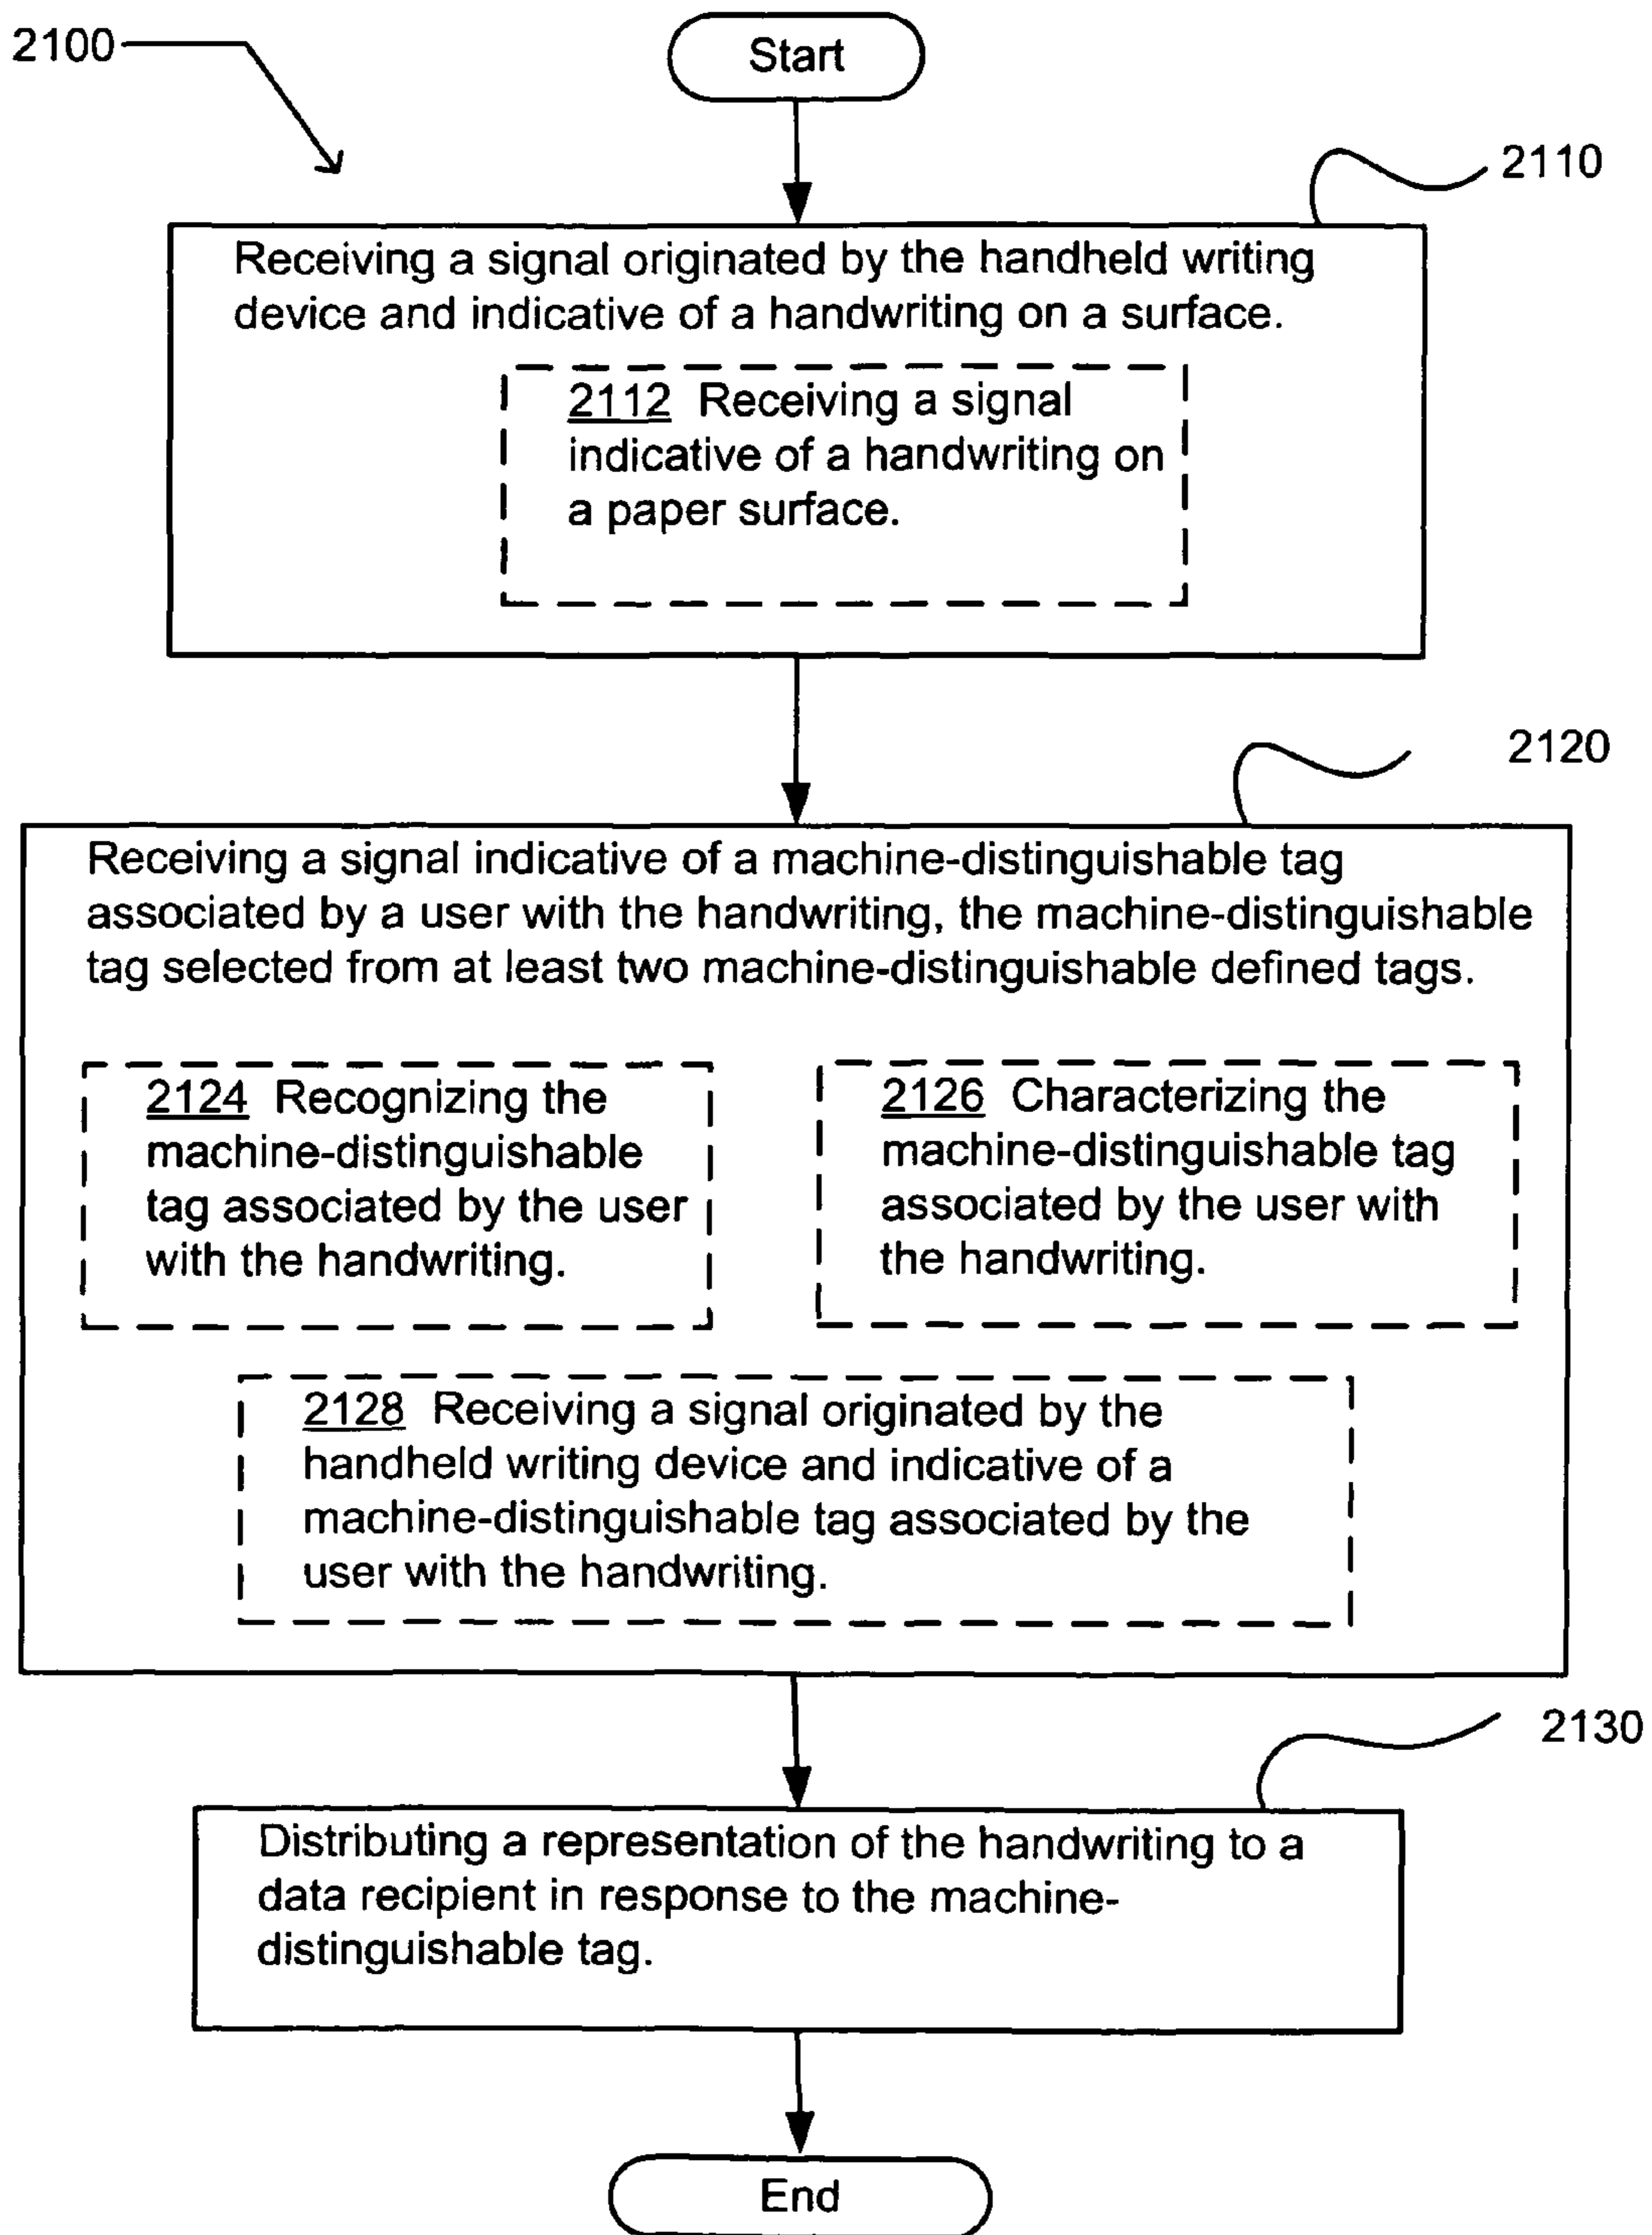 2100
Start
2110
Receiving a signal originated by the handheld writing
device and indicative of a handwriting on a surface.
2112 Receiving a signal
indicative of a handwriting on
a paper surface.
2120
Receiving a signal indicative of a machine-distinguishable tag
associated by a user with the handwriting, the machine-distinguishable
tag selected from at least two machine-distinguishable defined tags.
2124 Recognizing the
machine-distinguishable
tag associated by the user
with the handwriting.
2126 Characterizing the
machine-distinguishable tag
associated by the user with
the handwriting.
2128 Receiving a signal originated by the
handheld writing device and indicative of a
machine-distinguishable tag associated by the
user with the handwriting.
2130
Distributing a representation of the handwriting to a
data recipient in response to the machine-
distinguishable tag.
End